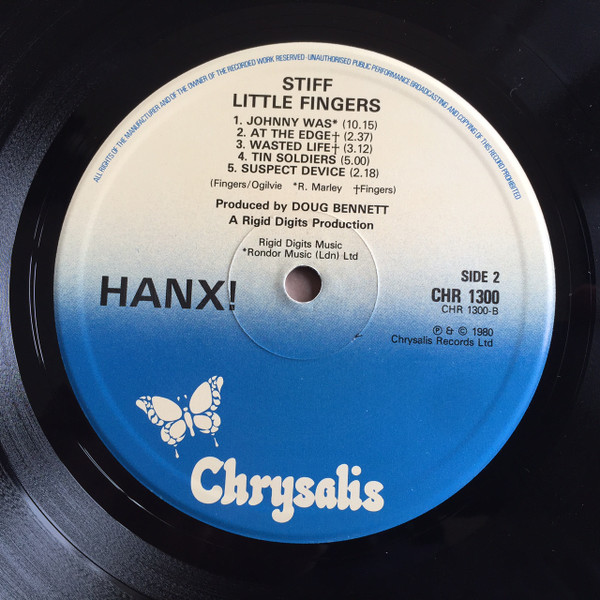 ALL RIGHTS OF THE MANUFACTURER AND OF THE OWNER OF THE RECORDED WORK RESERVED · UNAUTHORISED PUBLIC PERFORMANCE BROADCASTING AND COPYING OF THIS RECORD PROHIBITED
STIFF
LITTLE FINGERS
1. JOHNNY WAS* (10.15)
2. AT THE EDGE† (2.37)
3. WASTED LIFE† (3.12)
4. TIN SOLDIERS (5.00)
5. SUSPECT DEVICE (2.18)
(Fingers/Ogilvie *R. Marley †Fingers)
Produced by DOUG BENNETT
A Rigid Digits Production
Rigid Digits Music
*Rondor Music (Ldn) Ltd
HANX!
SIDE 2
CHR 1300
CHR 1300-B
℗ & © 1980
Chrysalis Records Ltd
Chrysalis